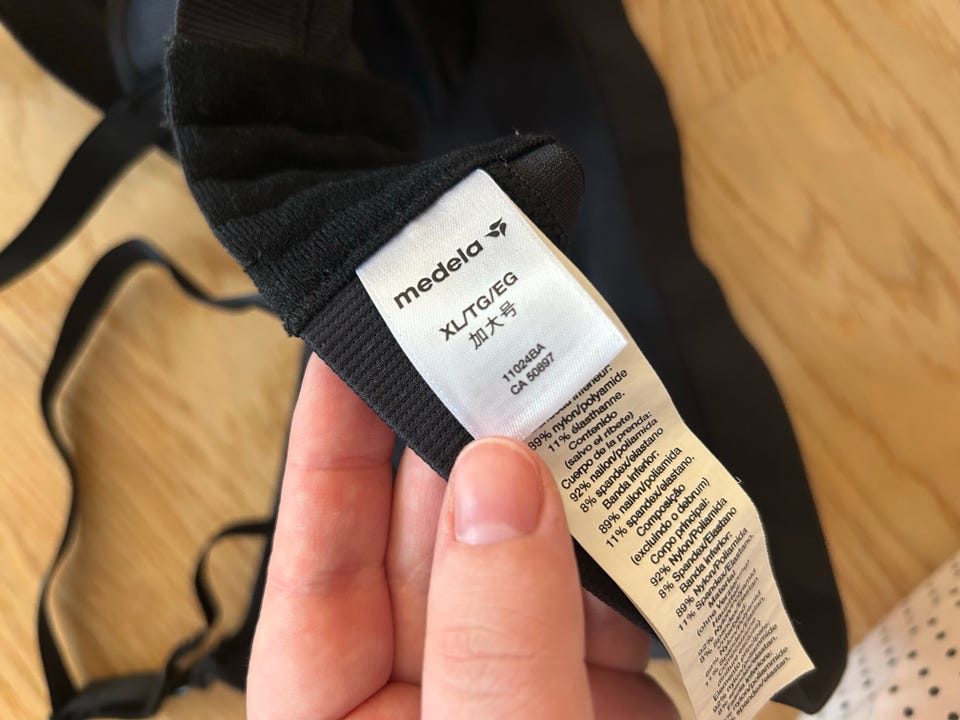 medela
XL/TG/EG
加大号
11024BA
CA 50897
89% nylon/polyamide
11% élasthanne.
Contenido
(salvo el ribete)
Cuerpo de la prenda:
92% nailon/poliamida
8% spandex/elastano
Banda inferior:
89% nailon/poliamida
11% spandex/elastano.
Composição
(excluindo o debrum)
Corpo principal:
92% Nylon/Poliamida
8% Spandex/Elastano
Banda inferior:
89% Nylon/Poliamida
11% Spandex/Elastano.
Material: